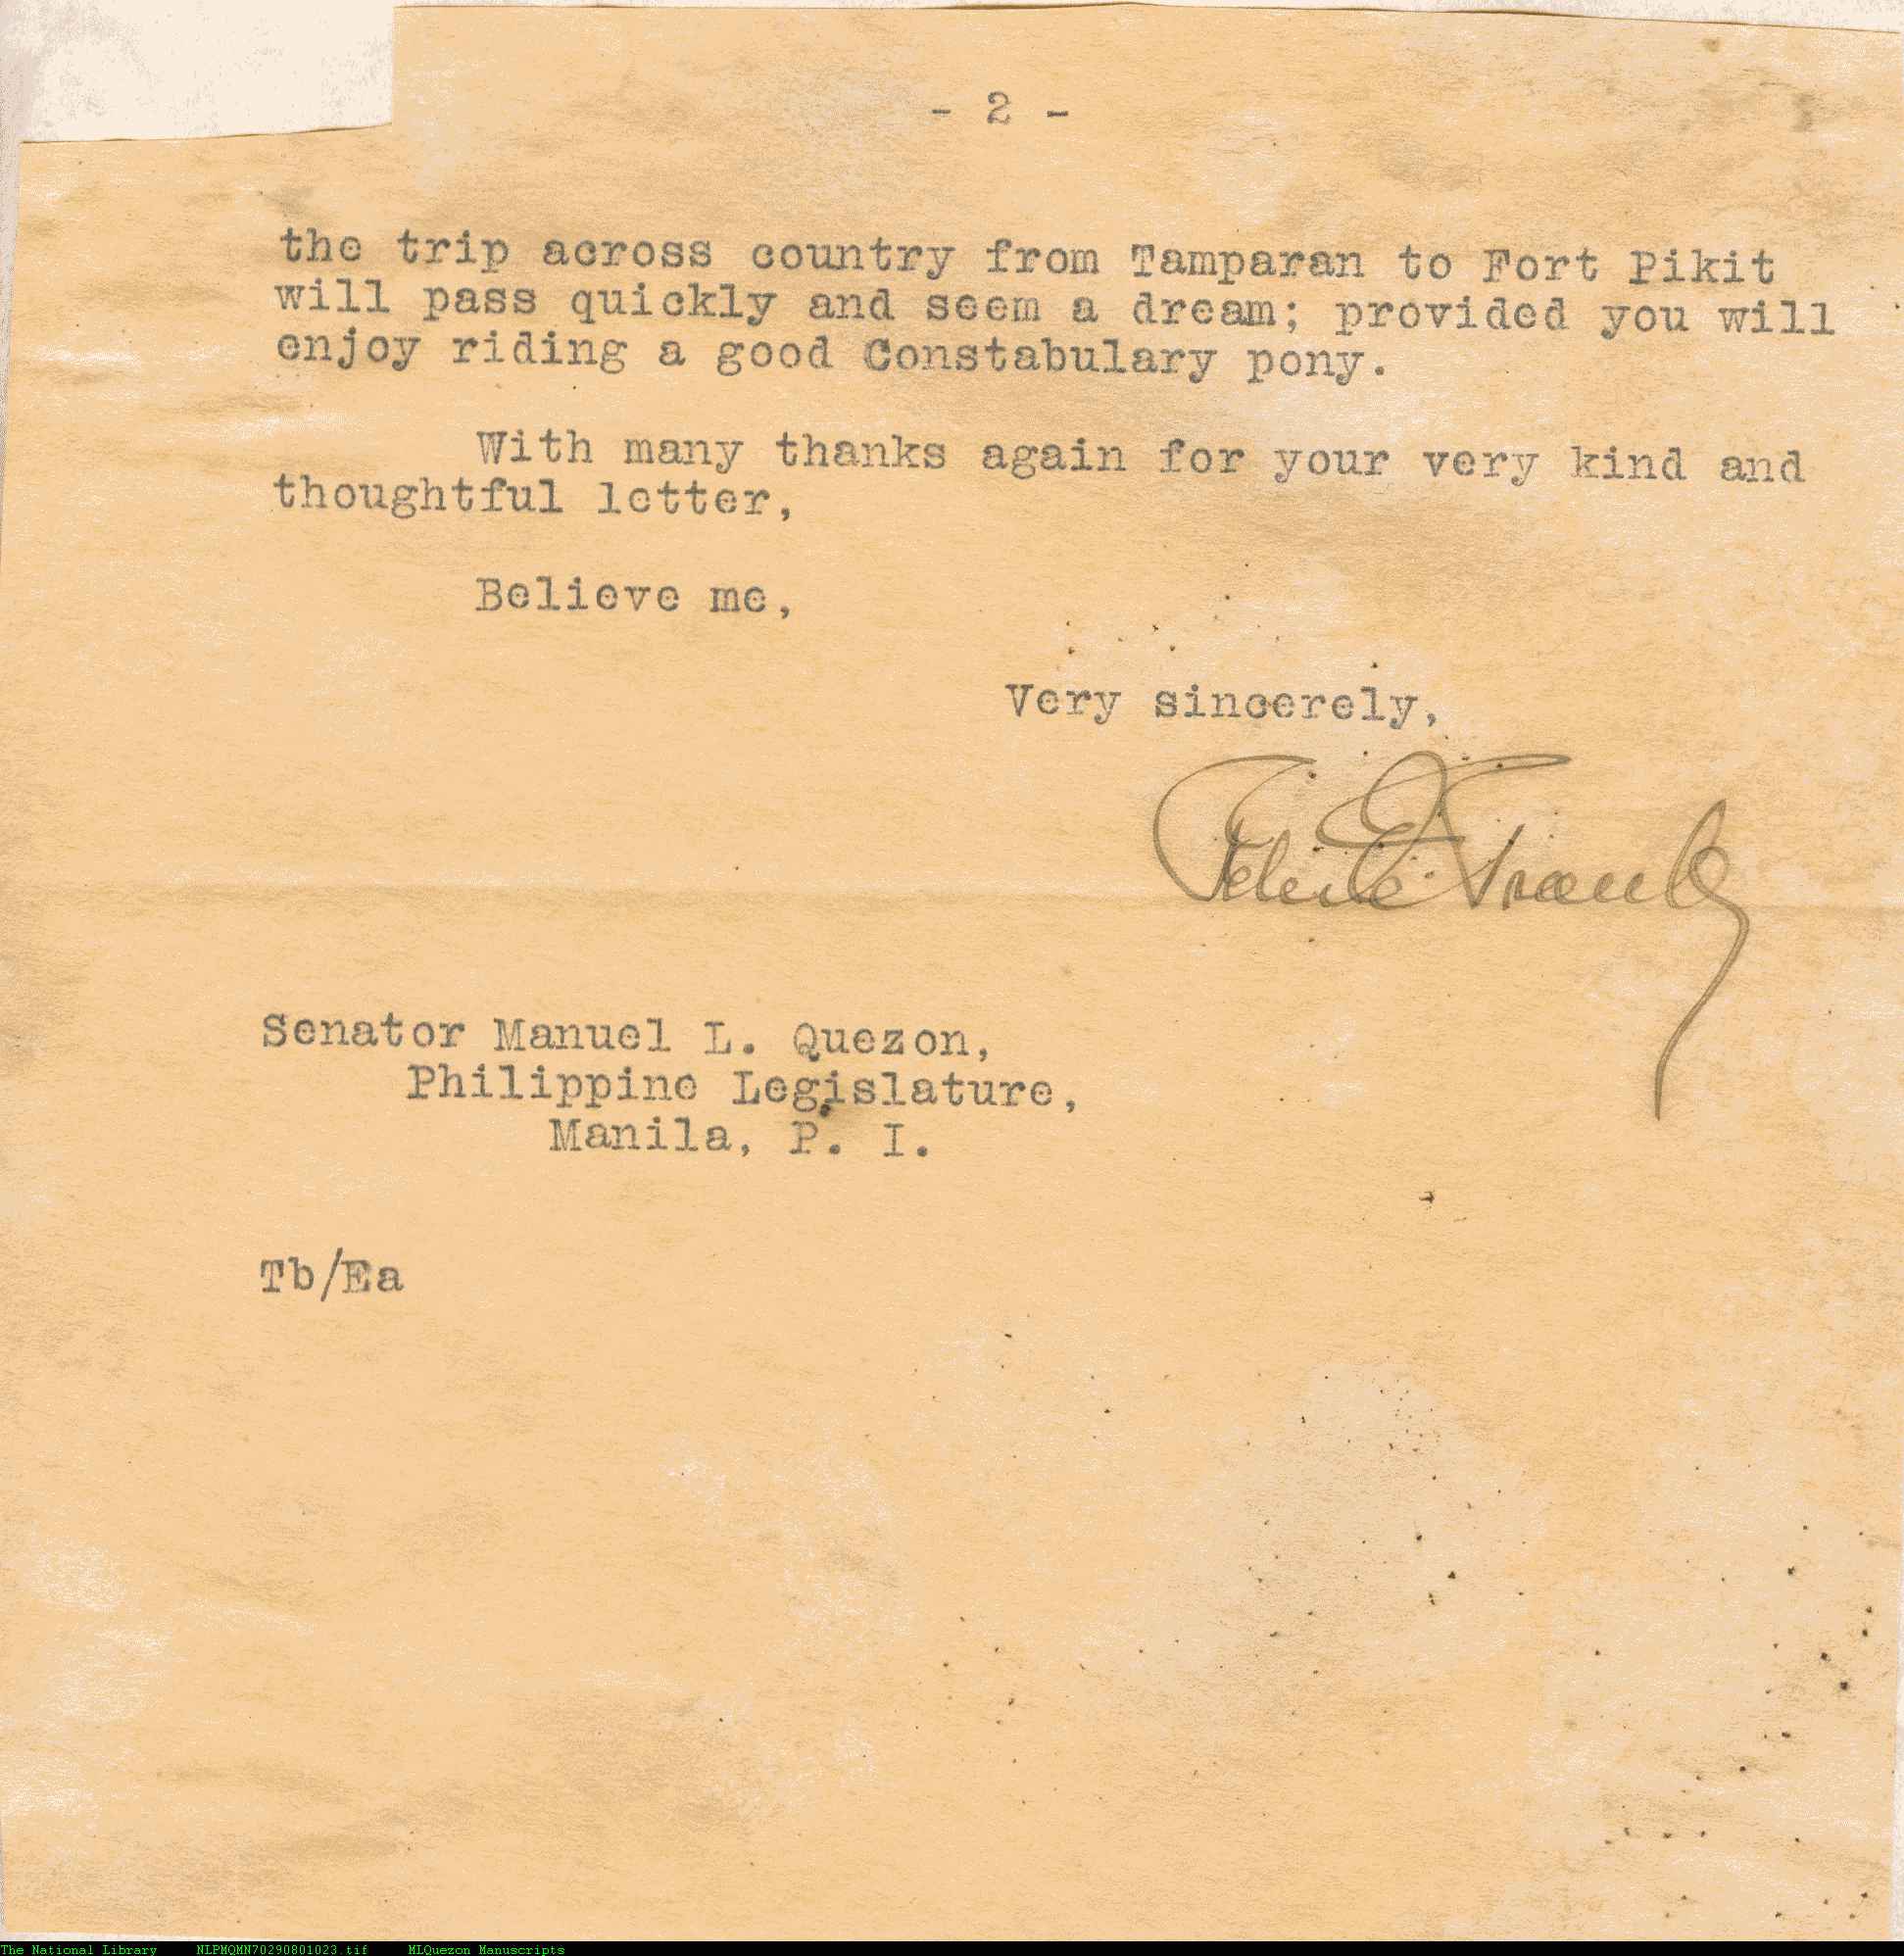 - 2 -
the trip across country from Tamparan to Fort Pikit
will pass quickly and seem a dream; provided you will
enjoy riding a good Constabulary pony.
With many thanks again for your very kind and
thoughtful letter,
Believe me,
Very sincerely,
Senator Manuel L. Quezon,
Philippine Legislature,
Manila, P. I.
Tb/Ea
The National Library NLPMQMN70290801023.tif MLQuezon Manuscripts